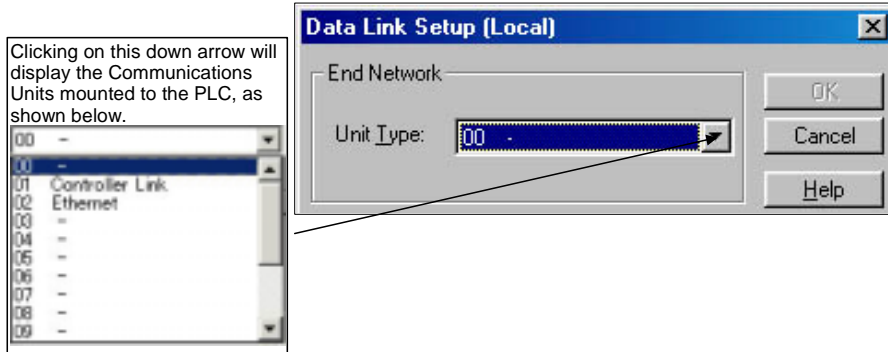 Clicking on this down arrow will
display the Communications
Units mounted to the PLC, as
shown below.
00 -
00 -
01 Controller Link
02 Ethernet
03 -
04 -
05 -
06 -
07 -
08 -
09 -
Data Link Setup (Local)
End Network
Unit Type: 00 -
OK
Cancel
Help